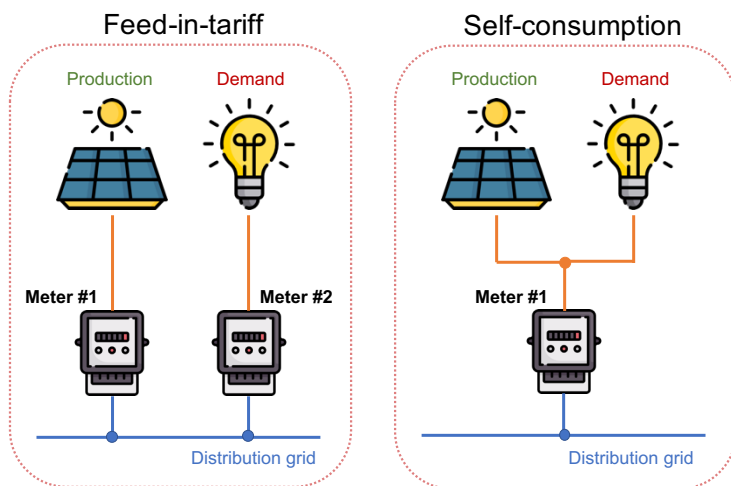 Feed-in-tariff
Production
Demand
Meter #1
Meter #2
Distribution grid
Self-consumption
Production
Demand
Meter #1
Distribution grid